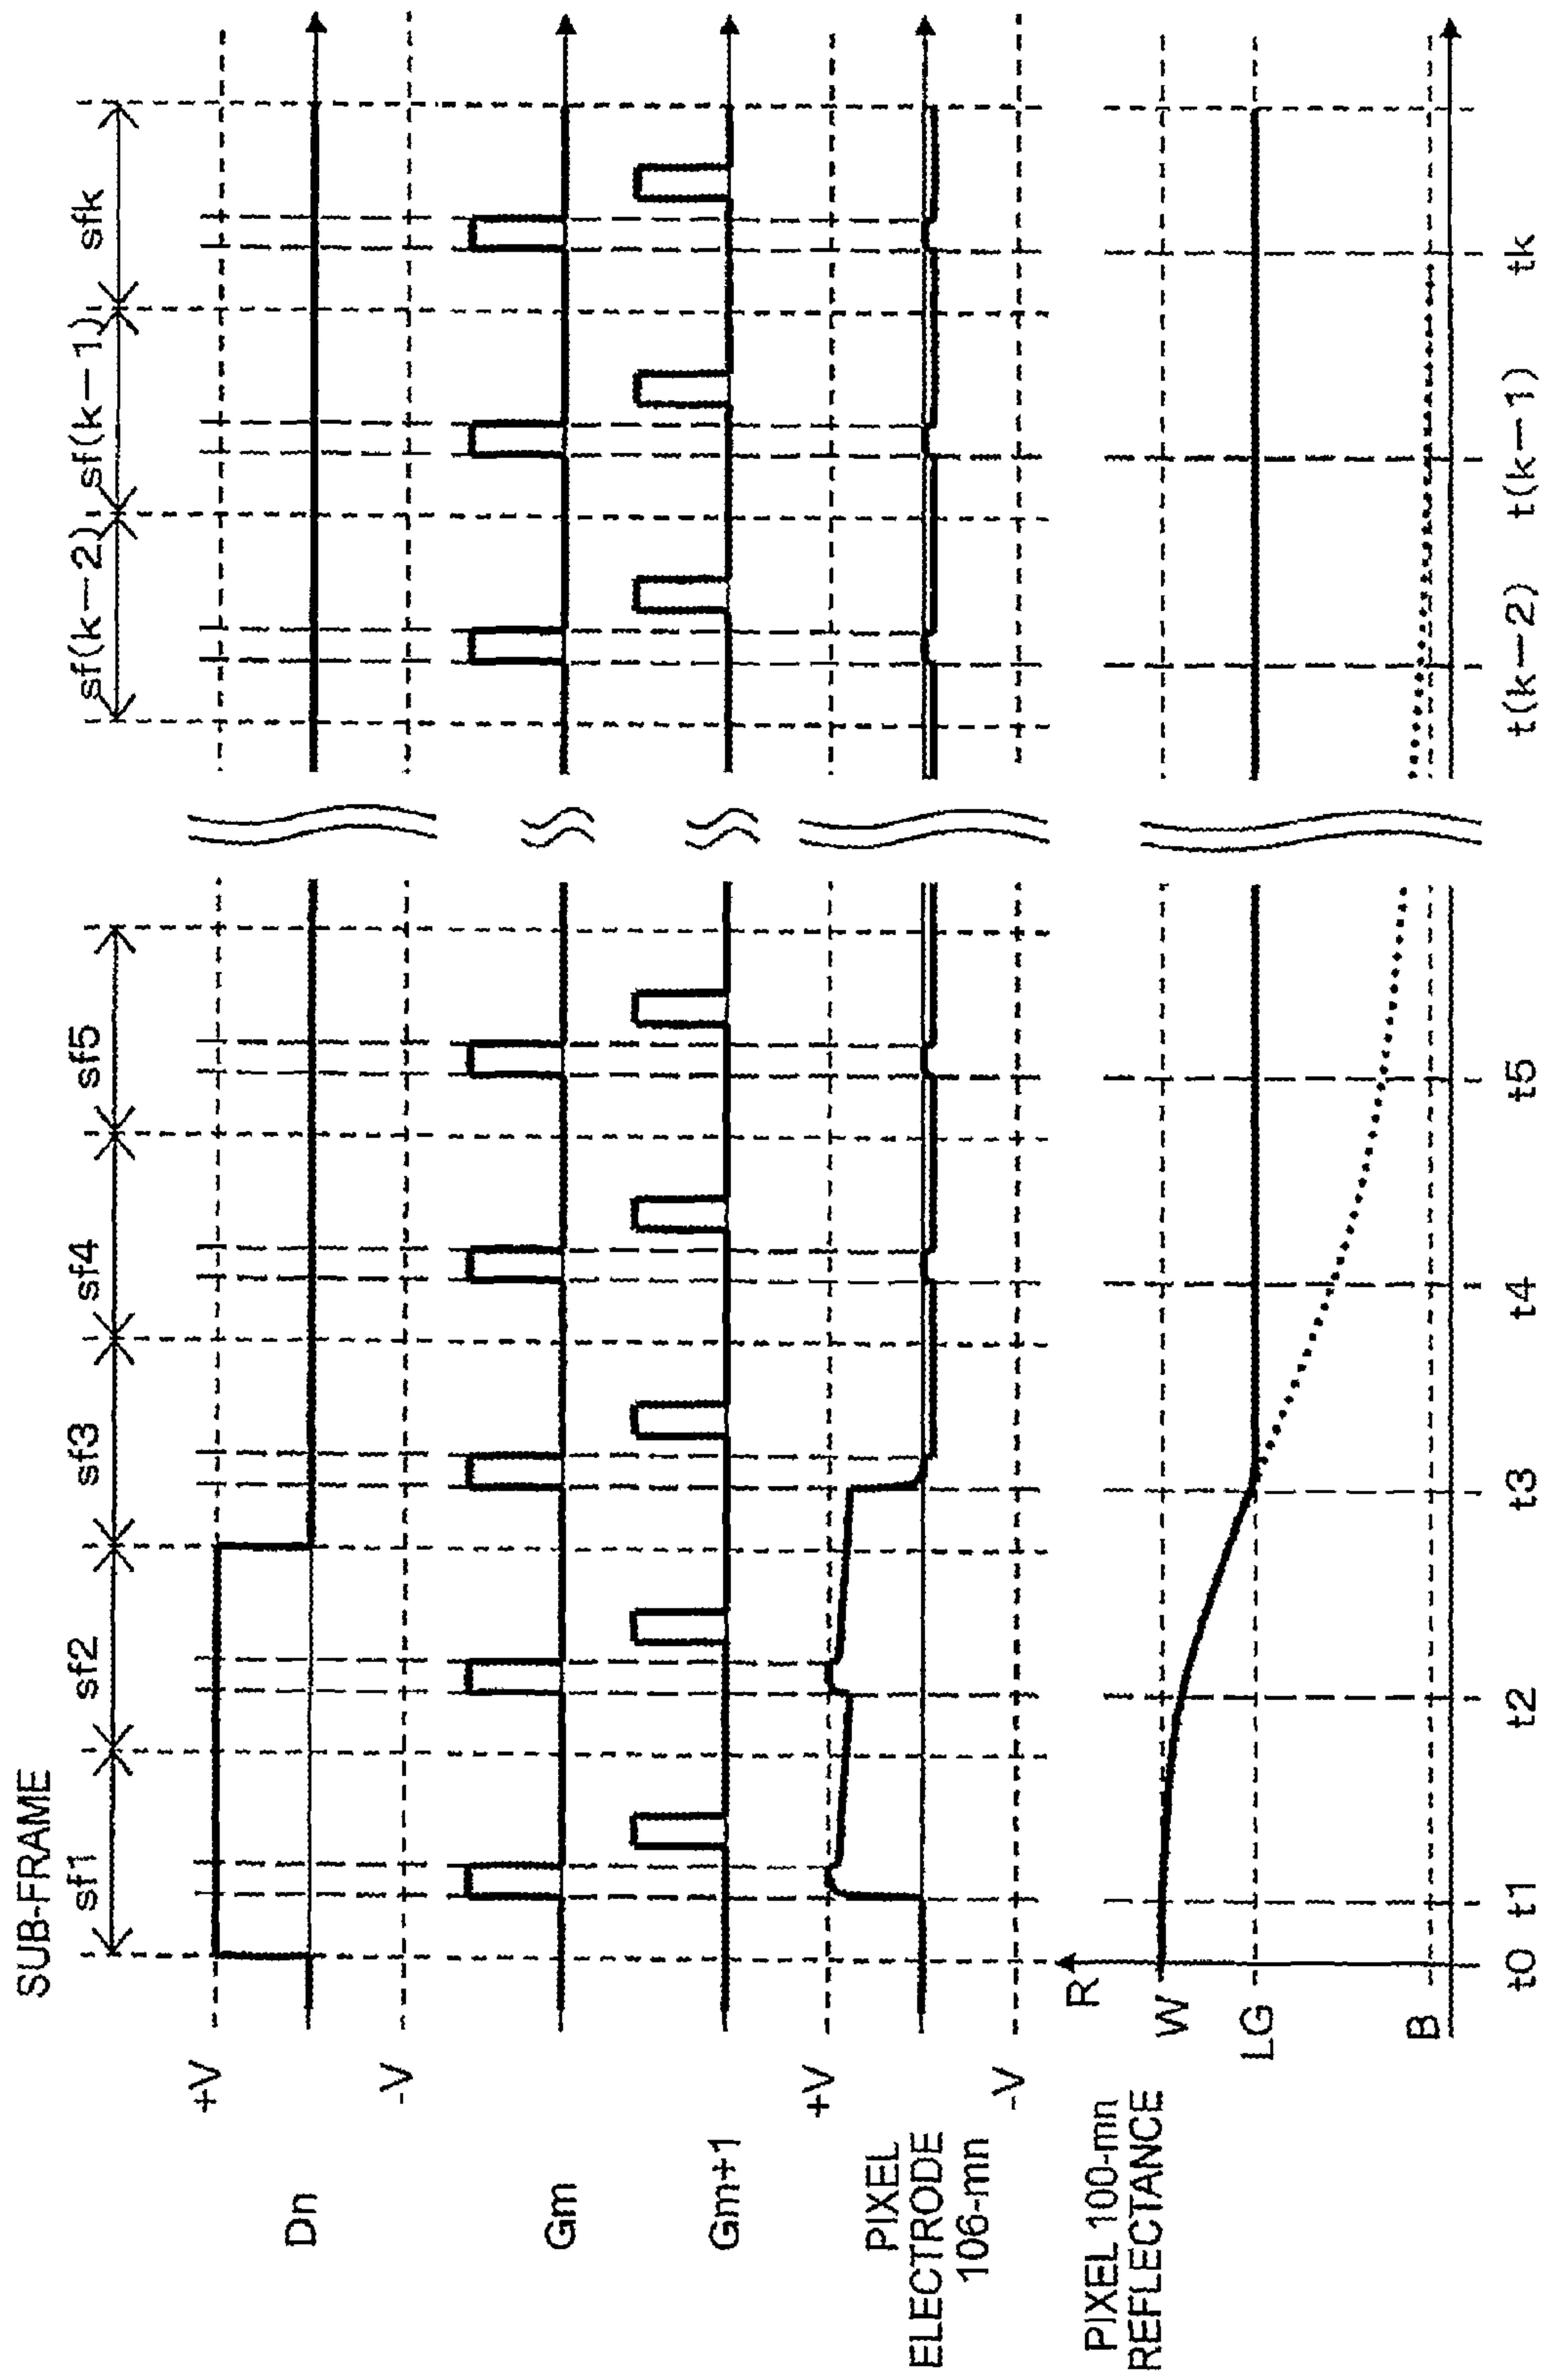 SUB-FRAME
sf1 sf2 sf3 sf4 sf5 sf(k-2) sf(k-1) sfk
+V
Dn
-V
Gm
Gm+1
+V
PIXEL
ELECTRODE
106-mn
-V
PIXEL 100-mn
REFLECTANCE
R
W
LG
B
t0 t1 t2 t3 t4 t5 t(k-2) t(k-1) tk